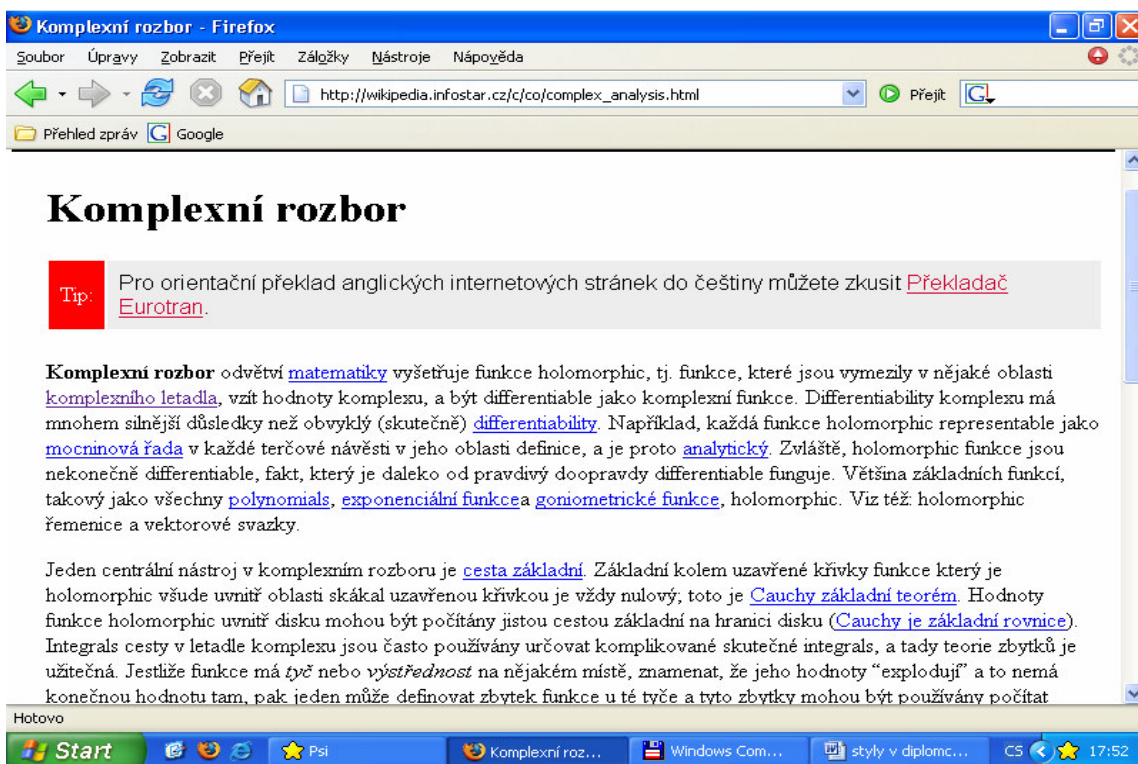 Komplexní rozbor - Firefox
Soubor Úpravy Zobrazit Přejít Záložky Nástroje Nápověda
http://wikipedia.infostar.cz/c/co/complex_analysis.html Přejít G
Přehled zpráv G Google
Komplexní rozbor
Tip: Pro orientační překlad anglických internetových stránek do češtiny můžete zkusit Překladač
Eurotran.
Komplexní rozbor odvětví matematiky vyšetřuje funkce holomorphic, tj. funkce, které jsou vymezily v nějaké oblasti
komplexního letadla, vzít hodnoty komplexu, a být differentiable jako komplexní funkce. Differentiability komplexu má
mnohem silnější důsledky než obvyklý (skutečně) differentiability. Například, každá funkce holomorphic representable jako
mocninová řada v každé terčové návěsti v jeho oblasti definice, a je proto analytický. Zvláště, holomorphic funkce jsou
nekonečně differentiable, fakt, který je daleko od pravdivý doopravdy differentiable funguje. Většina základních funkcí,
takový jako všechny polynomials, exponenciální funkcea goniometrické funkce, holomorphic. Viz též: holomorphic
řemenice a vektorové svazky.
Jeden centrální nástroj v komplexním rozboru je cesta základní. Základní kolem uzavřené křivky funkce který je
holomorphic všude uvnitř oblasti skákal uzavřenou křivkou je vždy nulový; toto je Cauchy základní teorém. Hodnoty
funkce holomorphic uvnitř disku mohou být počítány jistou cestou základní na hranici disku (Cauchy je základní rovnice).
Integrals cesty v letadle komplexu jsou často používány určovat komplikované skutečné integrals, a tady teorie zbytků je
užitečná. Jestliže funkce má tyč nebo výstřednost na nějakém místě, znamenat, že jeho hodnoty “explodují” a to nemá
konečnou hodnotu tam, pak jeden může definovat zbytek funkce u té tyče a tyto zbytky mohou být používány počítat
Hotovo
Start Psi Komplexní roz... Windows Com... styly v diplomc... CS 17:52